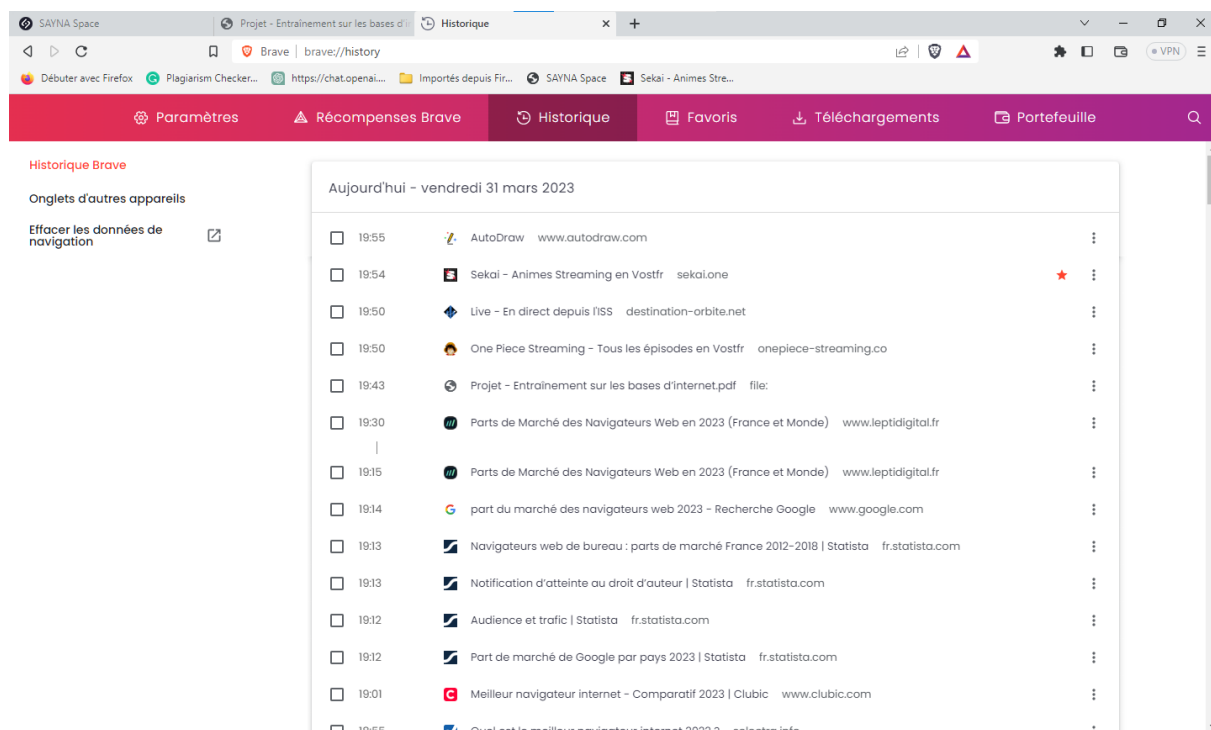 SAYNA Space
Projet - Entraînement sur les bases d'i
Historique
Brave | brave://history
VPN
Débuter avec Firefox
Plagiarism Checker...
https://chat.openai....
Importés depuis Fir...
SAYNA Space
Sekai - Animes Stre...
Paramètres
Récompenses Brave
Historique
Favoris
Téléchargements
Portefeuille
Historique Brave
Onglets d'autres appareils
Effacer les données de
navigation
Aujourd'hui - vendredi 31 mars 2023
19:55 AutoDraw www.autodraw.com
19:54 Sekai - Animes Streaming en Vostfr sekai.one
19:50 Live - En direct depuis l'ISS destination-orbite.net
19:50 One Piece Streaming - Tous les épisodes en Vostfr onepiece-streaming.co
19:43 Projet - Entraînement sur les bases d'internet.pdf file:
19:30 Parts de Marché des Navigateurs Web en 2023 (France et Monde) www.leptidigital.fr
19:15 Parts de Marché des Navigateurs Web en 2023 (France et Monde) www.leptidigital.fr
19:14 part du marché des navigateurs web 2023 - Recherche Google www.google.com
19:13 Navigateurs web de bureau : parts de marché France 2012-2018 | Statista fr.statista.com
19:13 Notification d'atteinte au droit d'auteur | Statista fr.statista.com
19:12 Audience et trafic | Statista fr.statista.com
19:12 Part de marché de Google par pays 2023 | Statista fr.statista.com
19:01 Meilleur navigateur internet - Comparatif 2023 | Clubic www.clubic.com